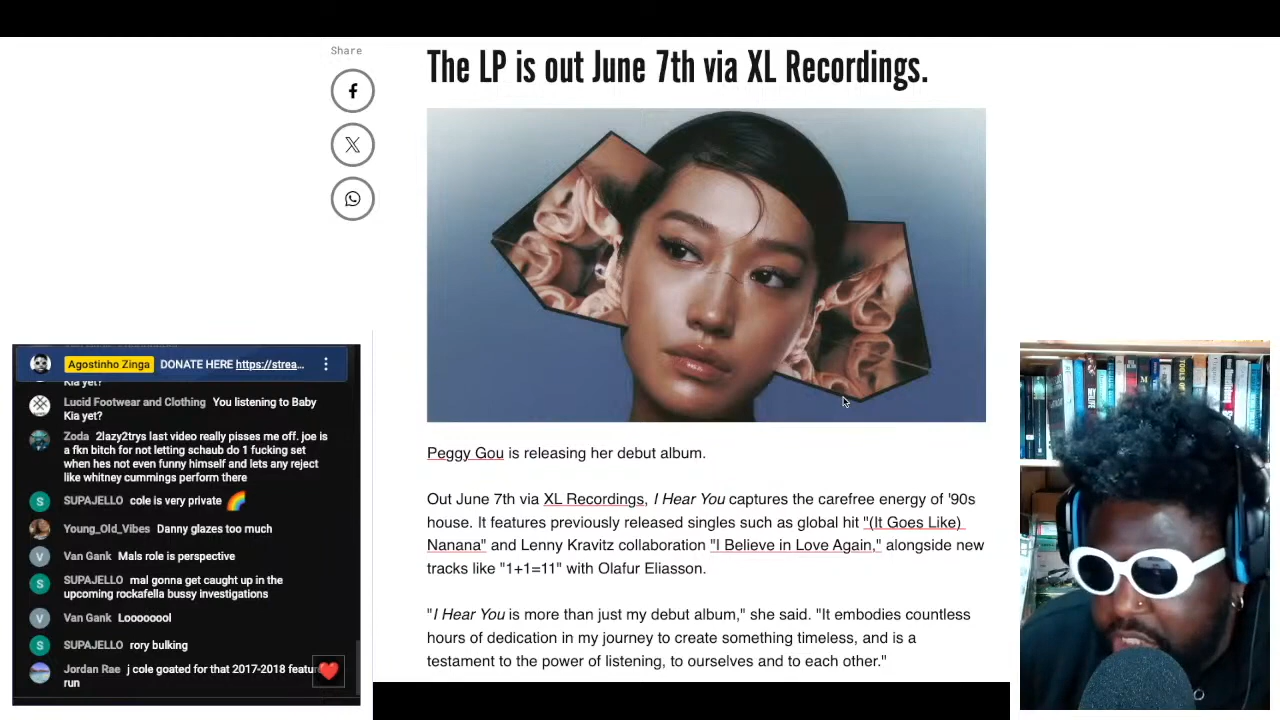 Share
The LP is out June 7th via XL Recordings.
Peggy Gou is releasing her debut album.
Out June 7th via XL Recordings, I Hear You captures the carefree energy of '90s
house. It features previously released singles such as global hit "(It Goes Like)
Nanana" and Lenny Kravitz collaboration "I Believe in Love Again," alongside new
tracks like "1+1=11" with Olafur Eliasson.
"I Hear You is more than just my debut album," she said. "It embodies countless
hours of dedication in my journey to create something timeless, and is a
testament to the power of listening, to ourselves and to each other."
Agostinho Zinga DONATE HERE https://strea...
Kia yet?
Lucid Footwear and Clothing You listening to Baby
Kia yet?
Zoda 2lazy2trys last video really pisses me off. joe is
a fkn bitch for not letting schaub do 1 fucking set
when hes not even funny himself and lets any reject
like whitney cummings perform there
SUPAJELLO cole is very private
Young_Old_Vibes Danny glazes too much
Van Gank Mals role is perspective
SUPAJELLO mal gonna get caught up in the
upcoming rockafella bussy investigations
Van Gank Looooooool
SUPAJELLO rory bulking
Jordan Rae j cole goated for that 2017-2018 featu
run